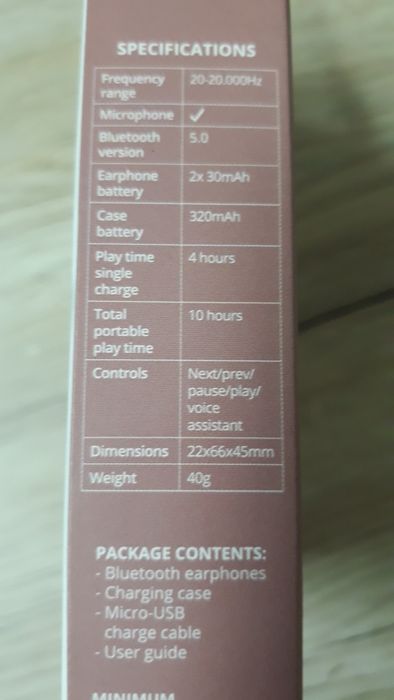 SPECIFICATIONS
Frequency range 20-20.000Hz
Microphone ✓
Bluetooth version 5.0
Earphone battery 2x 30mAh
Case battery 320mAh
Play time single charge 4 hours
Total portable play time 10 hours
Controls Next/prev/
pause/play/
voice
assistant
Dimensions 22x66x45mm
Weight 40g
PACKAGE CONTENTS:
- Bluetooth earphones
- Charging case
- Micro-USB
charge cable
- User guide
MINIMUM